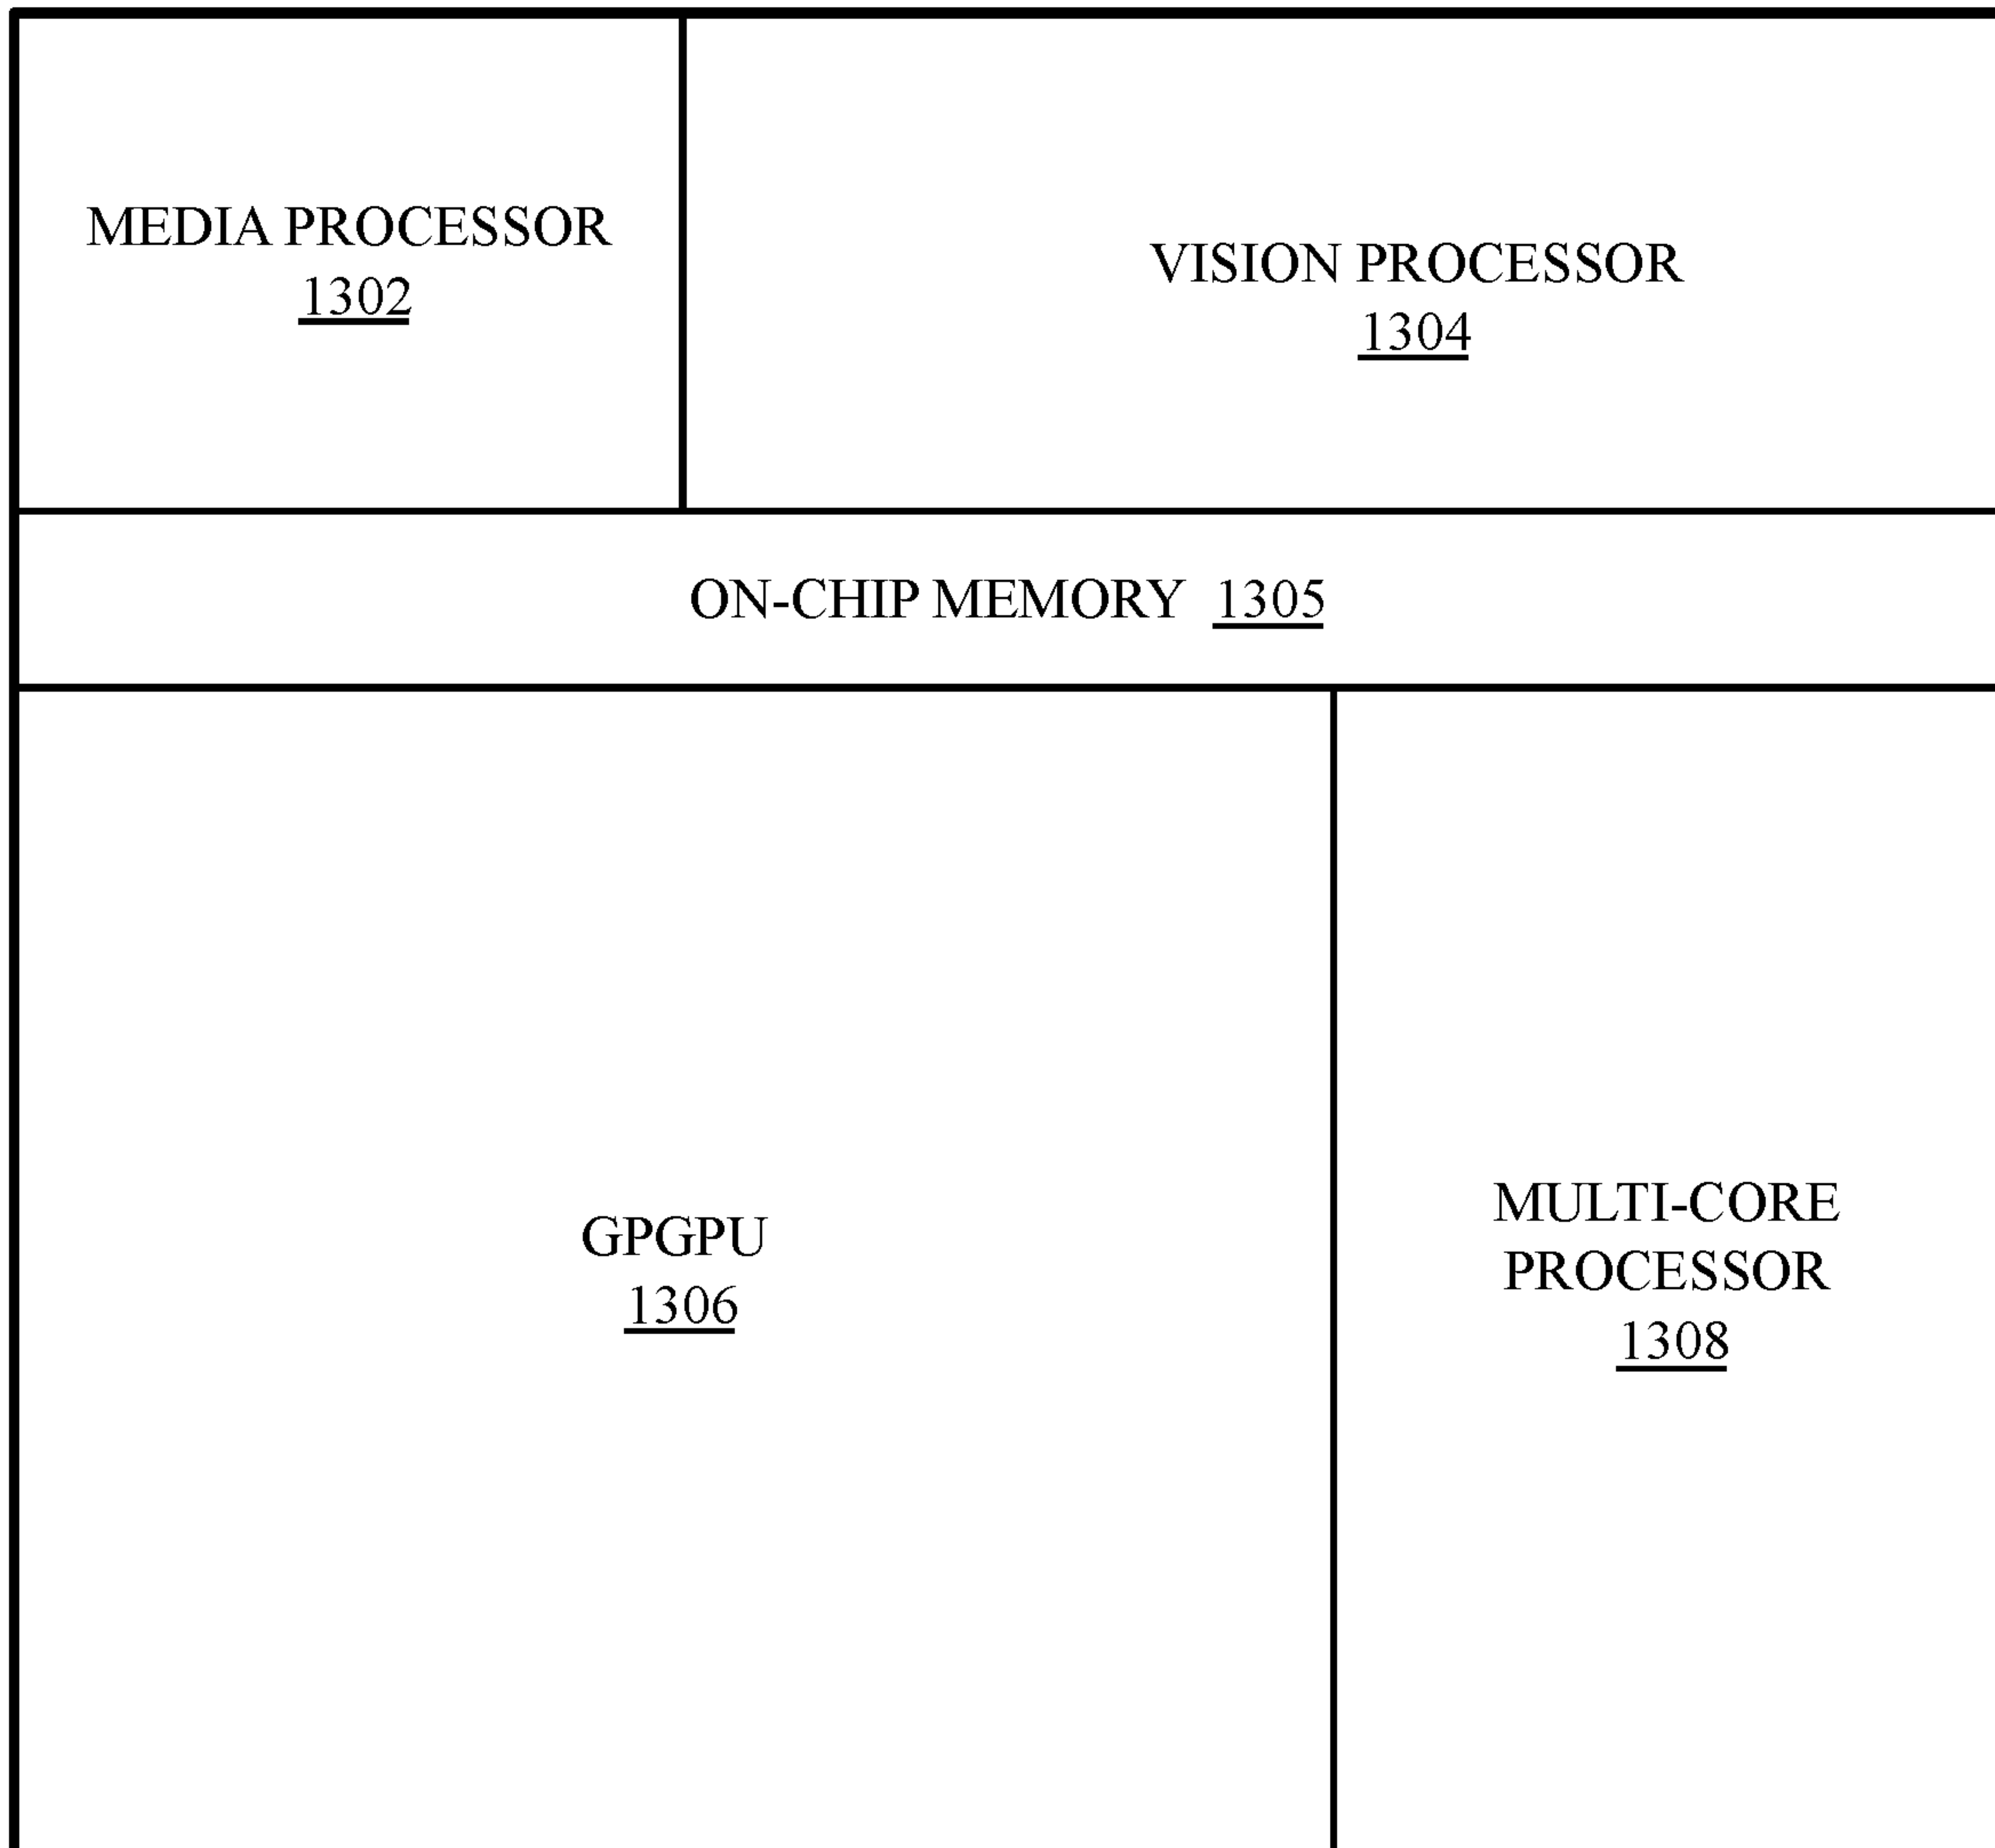 MEDIA PROCESSOR
1302
VISION PROCESSOR
1304
ON-CHIP MEMORY 1305
GPGPU
1306
MULTI-CORE
PROCESSOR
1308